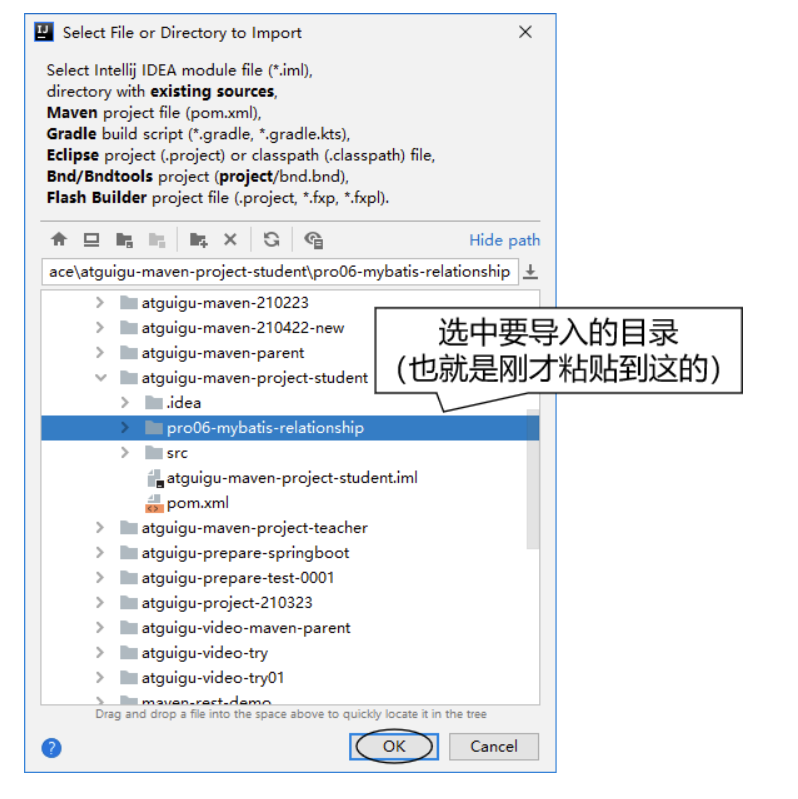 Select File or Directory to Import
Select Intellij IDEA module file (*.iml),
directory with existing sources,
Maven project file (pom.xml),
Gradle build script (*.gradle, *.gradle.kts),
Eclipse project (.project) or classpath (.classpath) file,
Bnd/Bndtools project (project/bnd.bnd),
Flash Builder project file (.project, *.fxp, *.fxpl).
Hide path
ace\atguigu-maven-project-student\pro06-mybatis-relationship
atguigu-maven-210223
atguigu-maven-210422-new
atguigu-maven-parent
atguigu-maven-project-student
选中要导入的目录
（也就是刚才粘贴到这的）
.idea
pro06-mybatis-relationship
src
atguigu-maven-project-student.iml
pom.xml
atguigu-maven-project-teacher
atguigu-prepare-springboot
atguigu-prepare-test-0001
atguigu-project-210323
atguigu-video-maven-parent
atguigu-video-try
atguigu-video-try01
maven-rest-demo
Drag and drop a file into the space above to quickly locate it in the tree
OK
Cancel